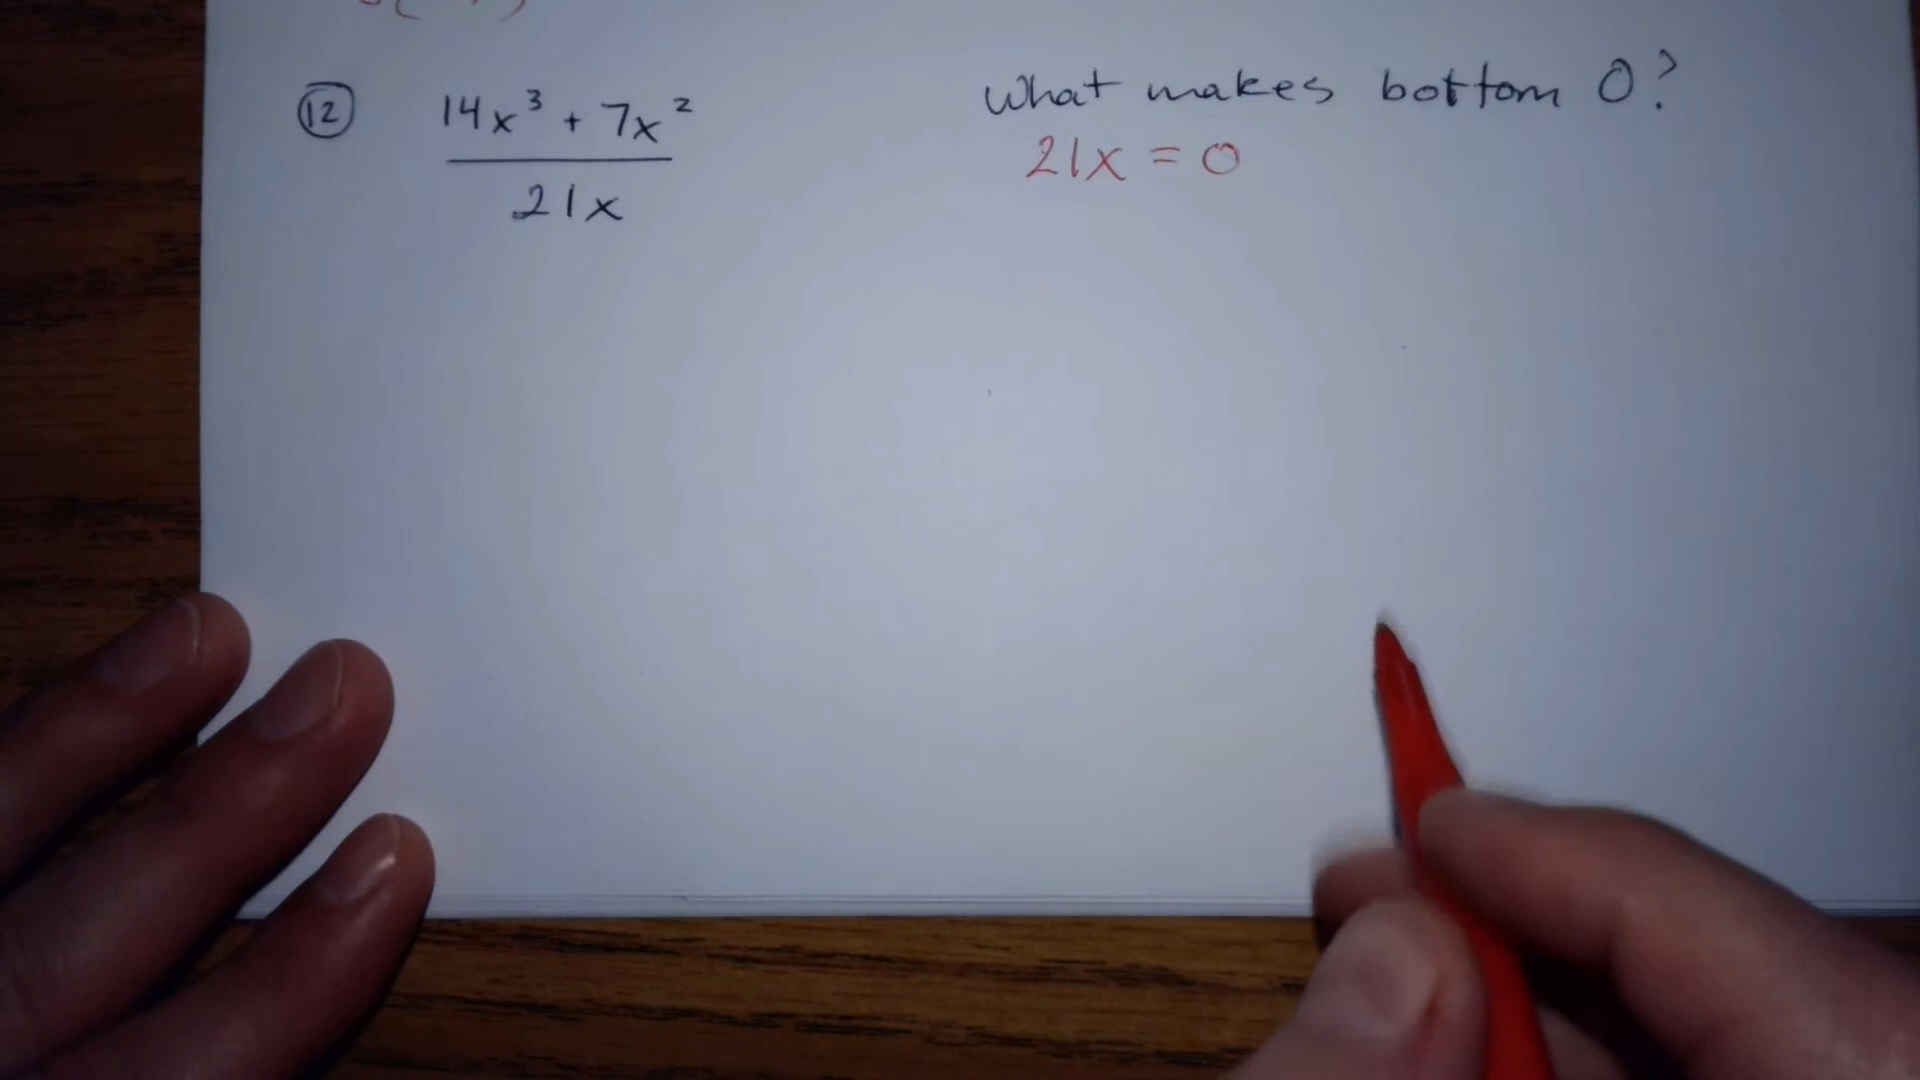 12 14x³ + 7x²
21x
What makes bottom 0?
21x = 0